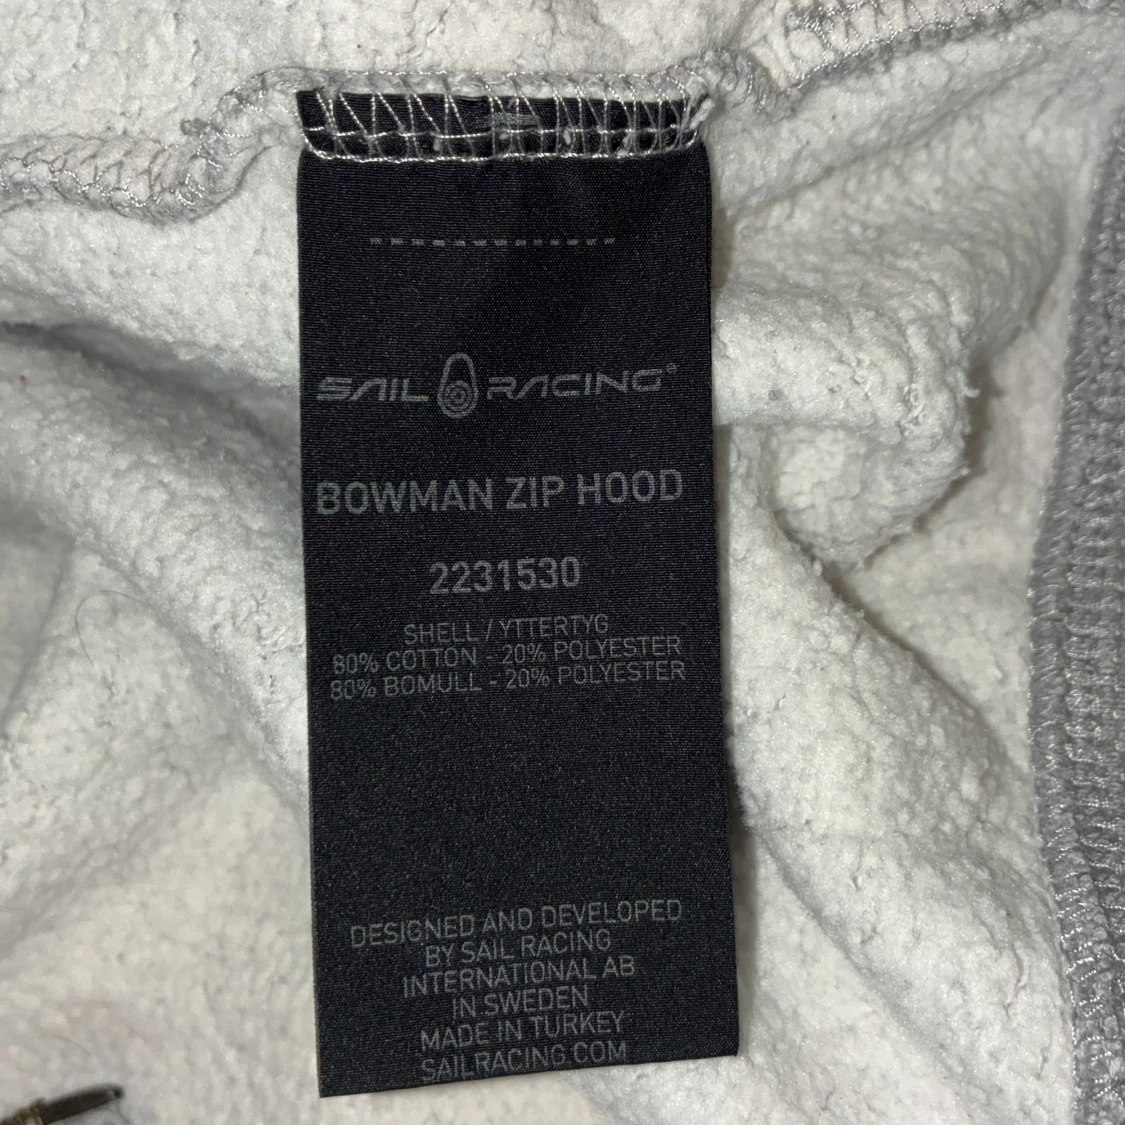 SAIL RACING®
BOWMAN ZIP HOOD
2231530
SHELL / YTTERTYG
80% COTTON - 20% POLYESTER
80% BOMULL - 20% POLYESTER
DESIGNED AND DEVELOPED
BY SAIL RACING
INTERNATIONAL AB
IN SWEDEN
MADE IN TURKEY
SAILRACING.COM